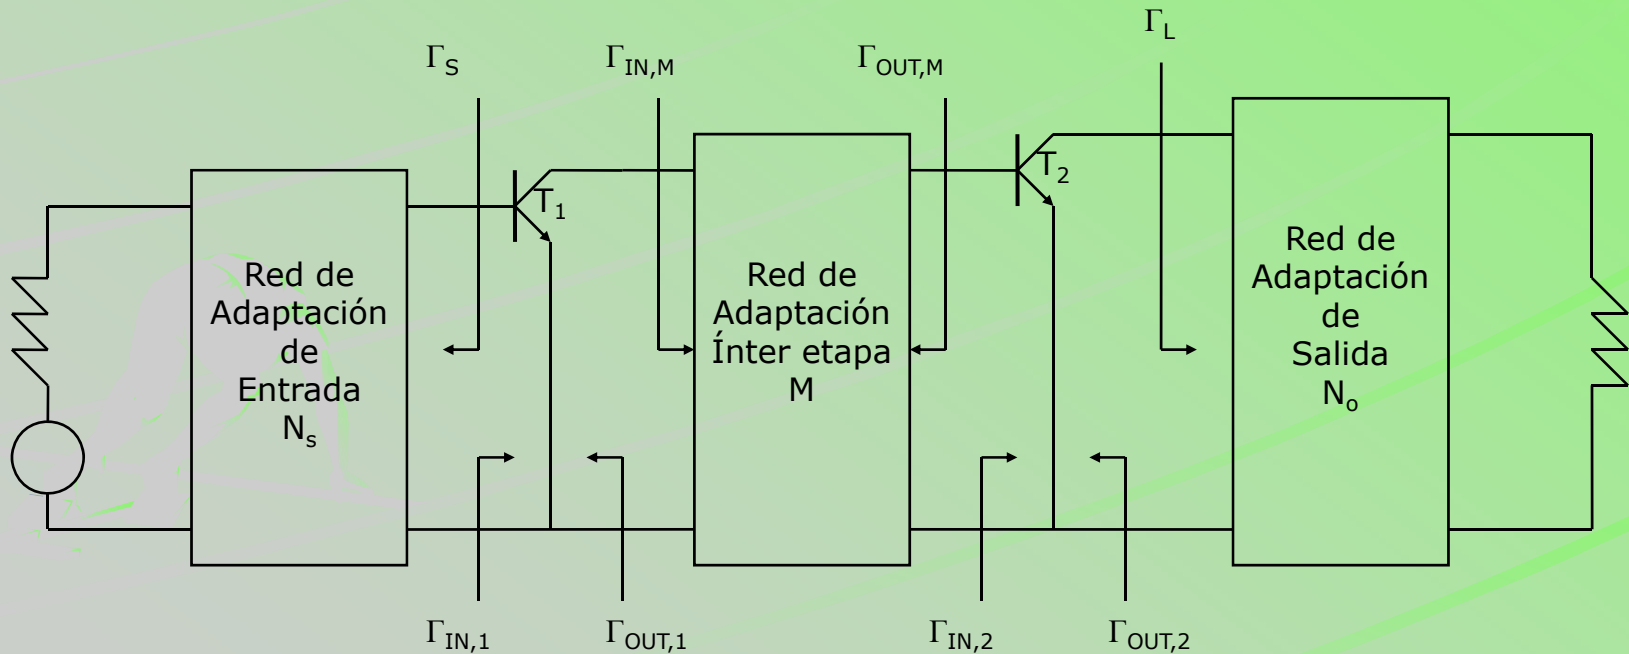 Γ_L
Γ_S
Γ_IN,M
Γ_OUT,M
T_1
T_2
Red de
Adaptación
de
Entrada
N_s
Red de
Adaptación
Ínter etapa
M
Red de
Adaptación
de
Salida
N_o
Γ_IN,1
Γ_OUT,1
Γ_IN,2
Γ_OUT,2